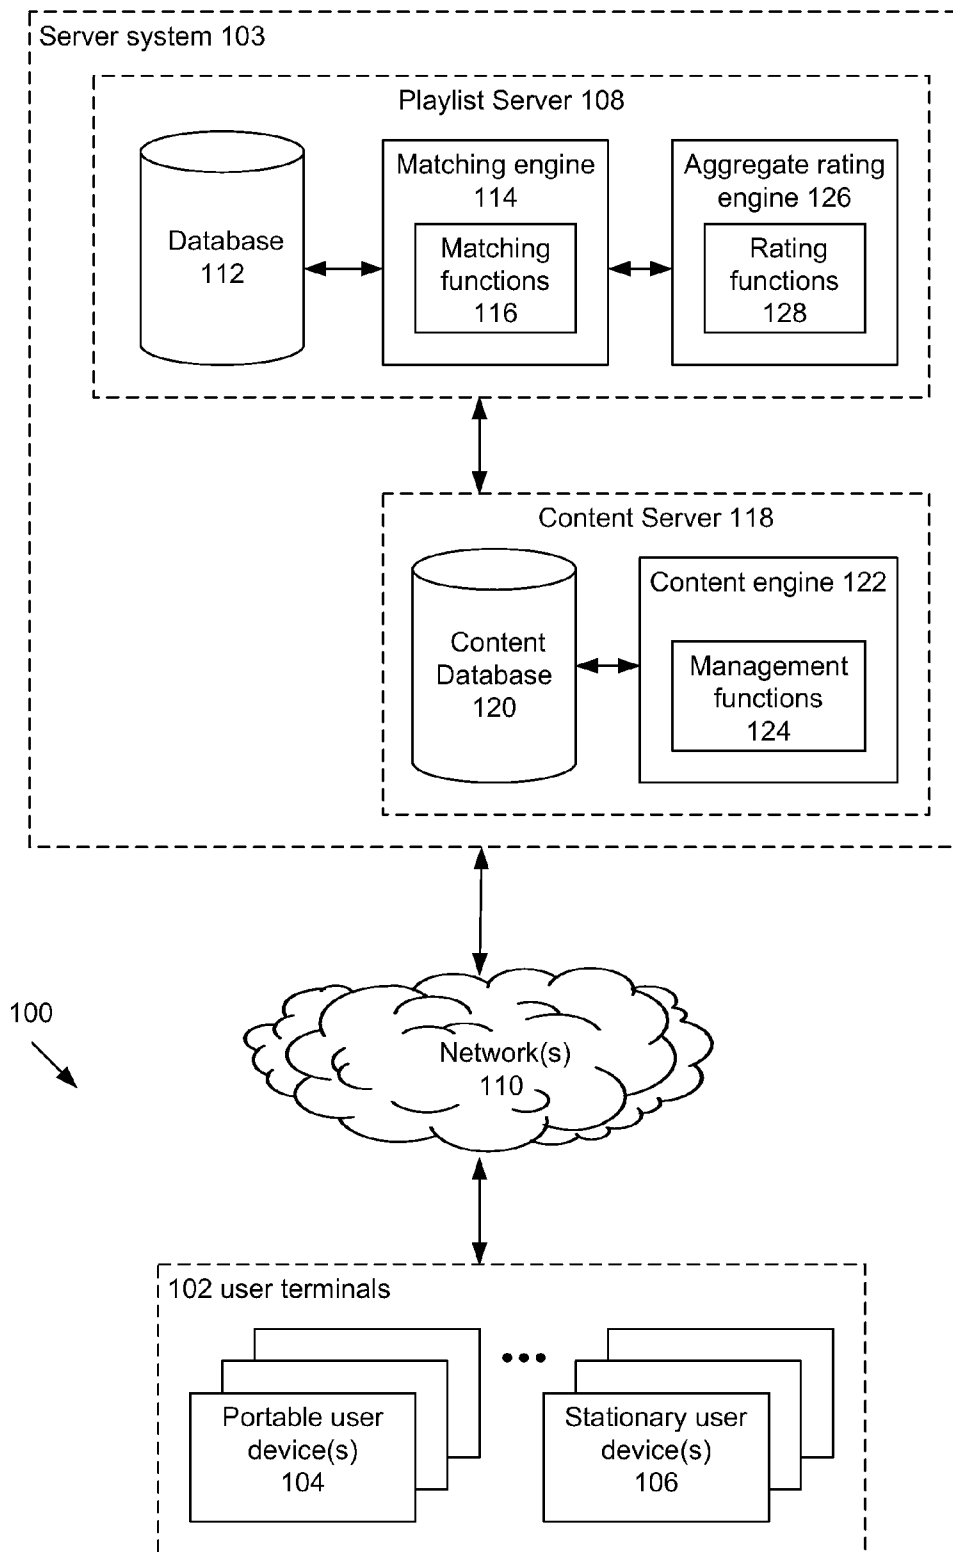 Server system 103
Playlist Server 108
Database
112
Matching engine
114
Matching
functions
116
Aggregate rating
engine 126
Rating
functions
128
Content Server 118
Content
Database
120
Content engine 122
Management
functions
124
100
Network(s)
110
102 user terminals
Portable user
device(s)
104
Stationary user
device(s)
106